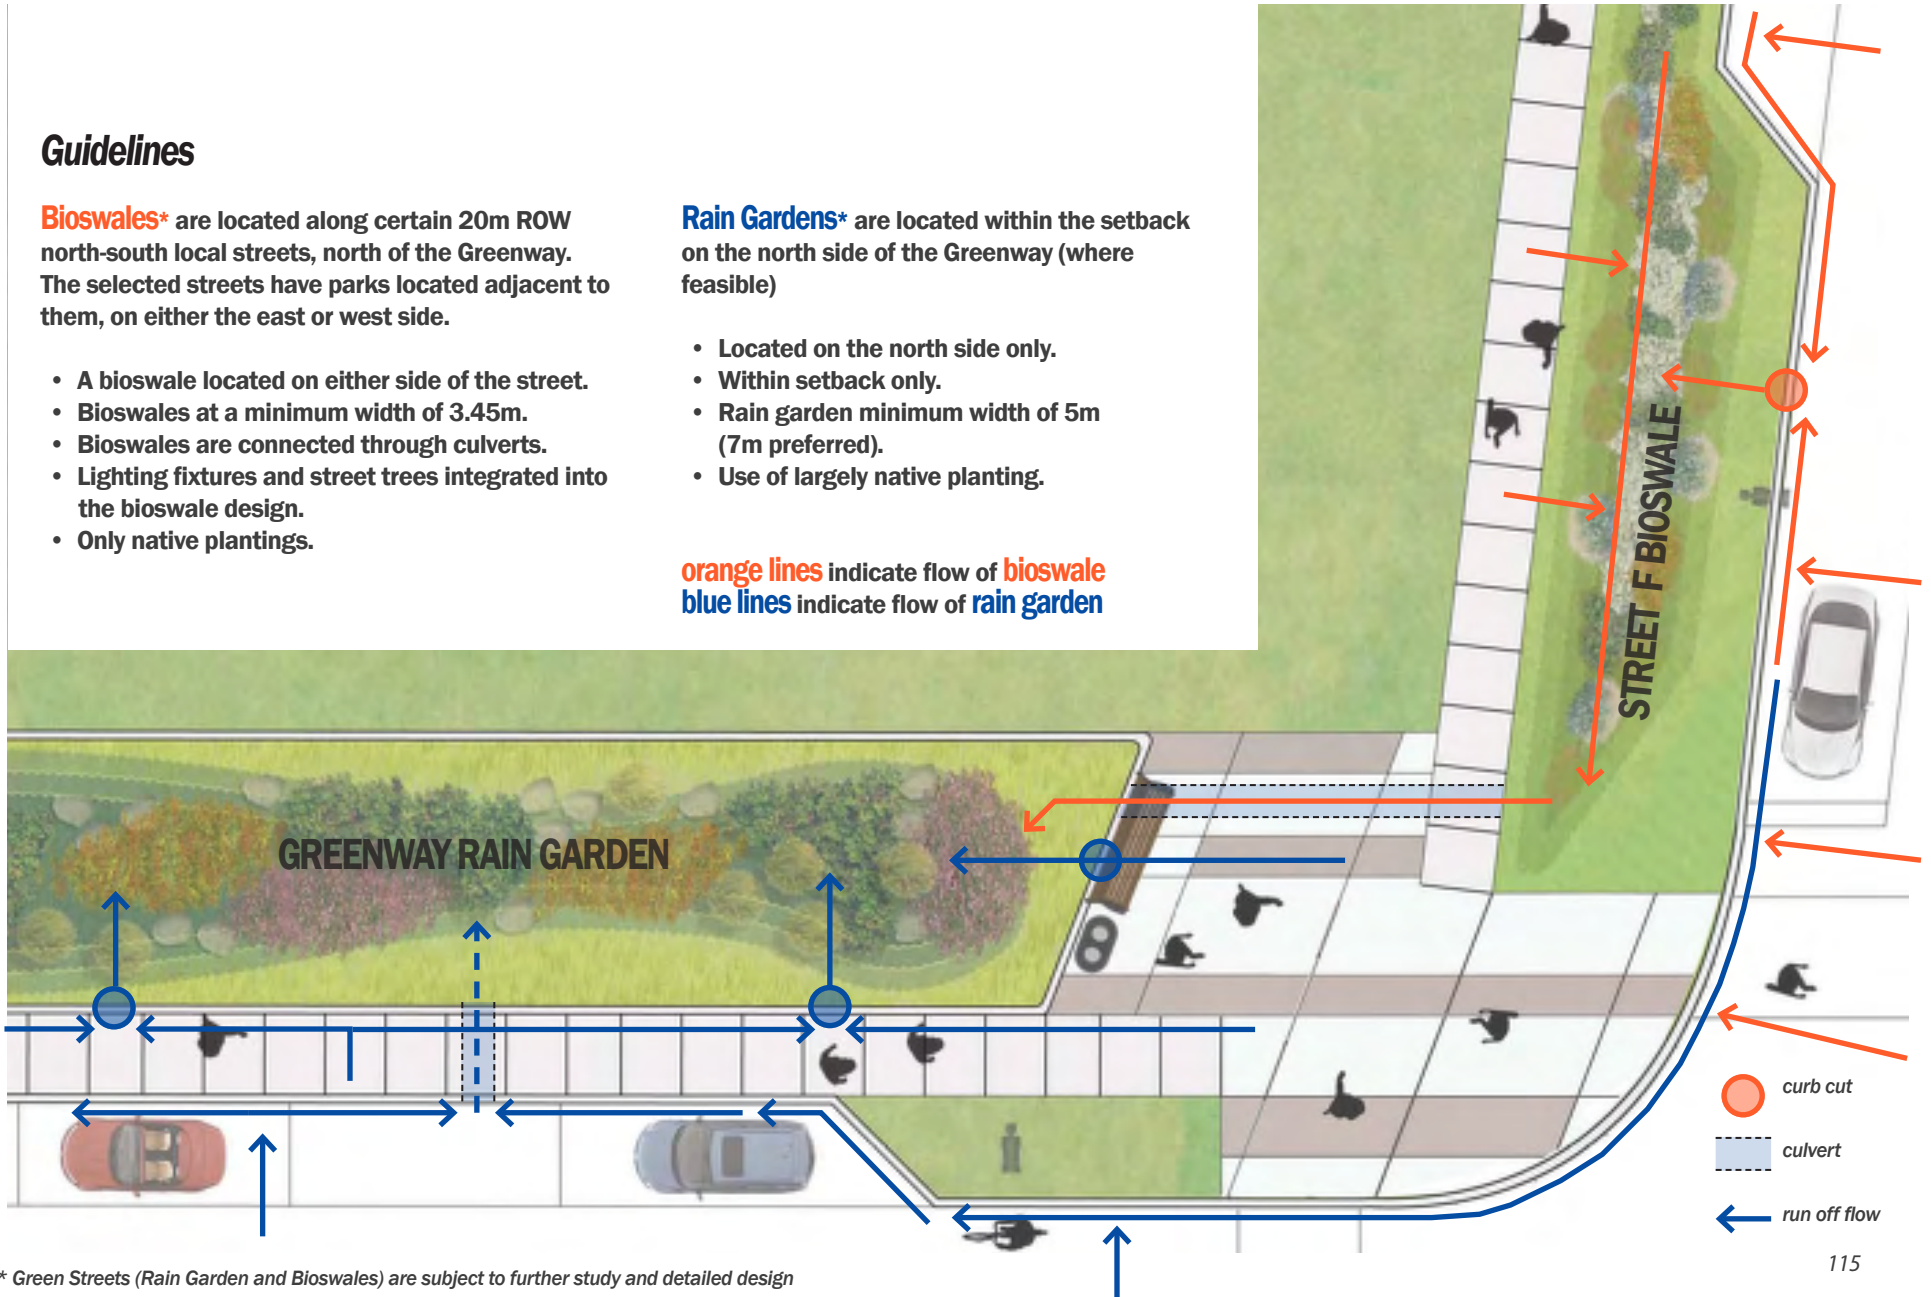 Guidelines
Bioswales* are located along certain 20m ROW
north-south local streets, north of the Greenway.
The selected streets have parks located adjacent to
them, on either the east or west side.
• A bioswale located on either side of the street.
• Bioswales at a minimum width of 3.45m.
• Bioswales are connected through culverts.
• Lighting fixtures and street trees integrated into
the bioswale design.
• Only native plantings.
Rain Gardens* are located within the setback
on the north side of the Greenway (where
feasible)
• Located on the north side only.
• Within setback only.
• Rain garden minimum width of 5m
(7m preferred).
• Use of largely native planting.
orange lines indicate flow of bioswale
blue lines indicate flow of rain garden
STREET F BIOSWALE
GREENWAY RAIN GARDEN
curb cut
culvert
run off flow
* Green Streets (Rain Garden and Bioswales) are subject to further study and detailed design
115